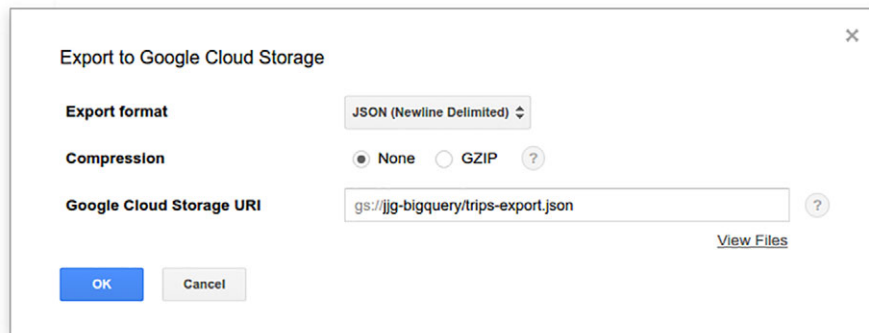 ×
Export to Google Cloud Storage
Export format JSON (Newline Delimited)
Compression None GZIP ?
Google Cloud Storage URI gs://jjg-bigquery/trips-export.json ?
View Files
OK Cancel